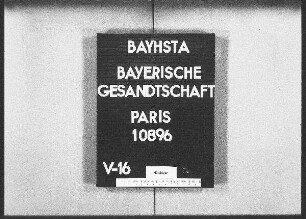 BAYHSTA
BAYERISCHE
GESANDTSCHAFT
PARIS
10896
V-16